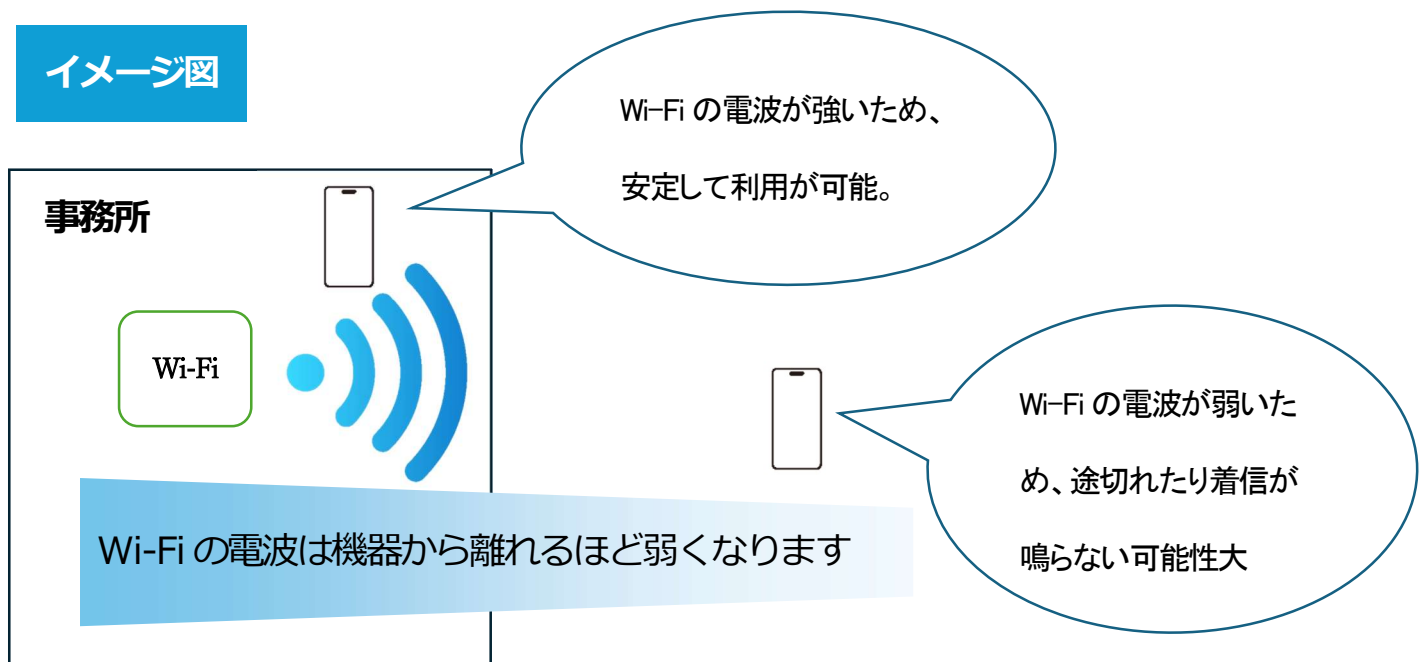 イメージ図
Wi-Fi の電波が強いため、
安定して利用が可能。
事務所
Wi-Fi
Wi-Fi の電波が弱いた
め、途切れたり着信が
鳴らない可能性大
Wi-Fi の電波は機器から離れるほど弱くなります